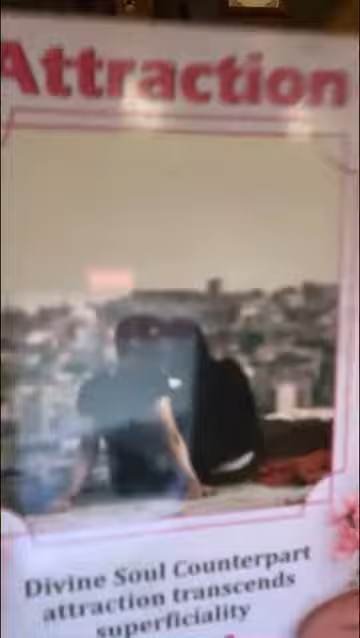 Attraction
Divine Soul Counterpart
attraction transcends
superficiality